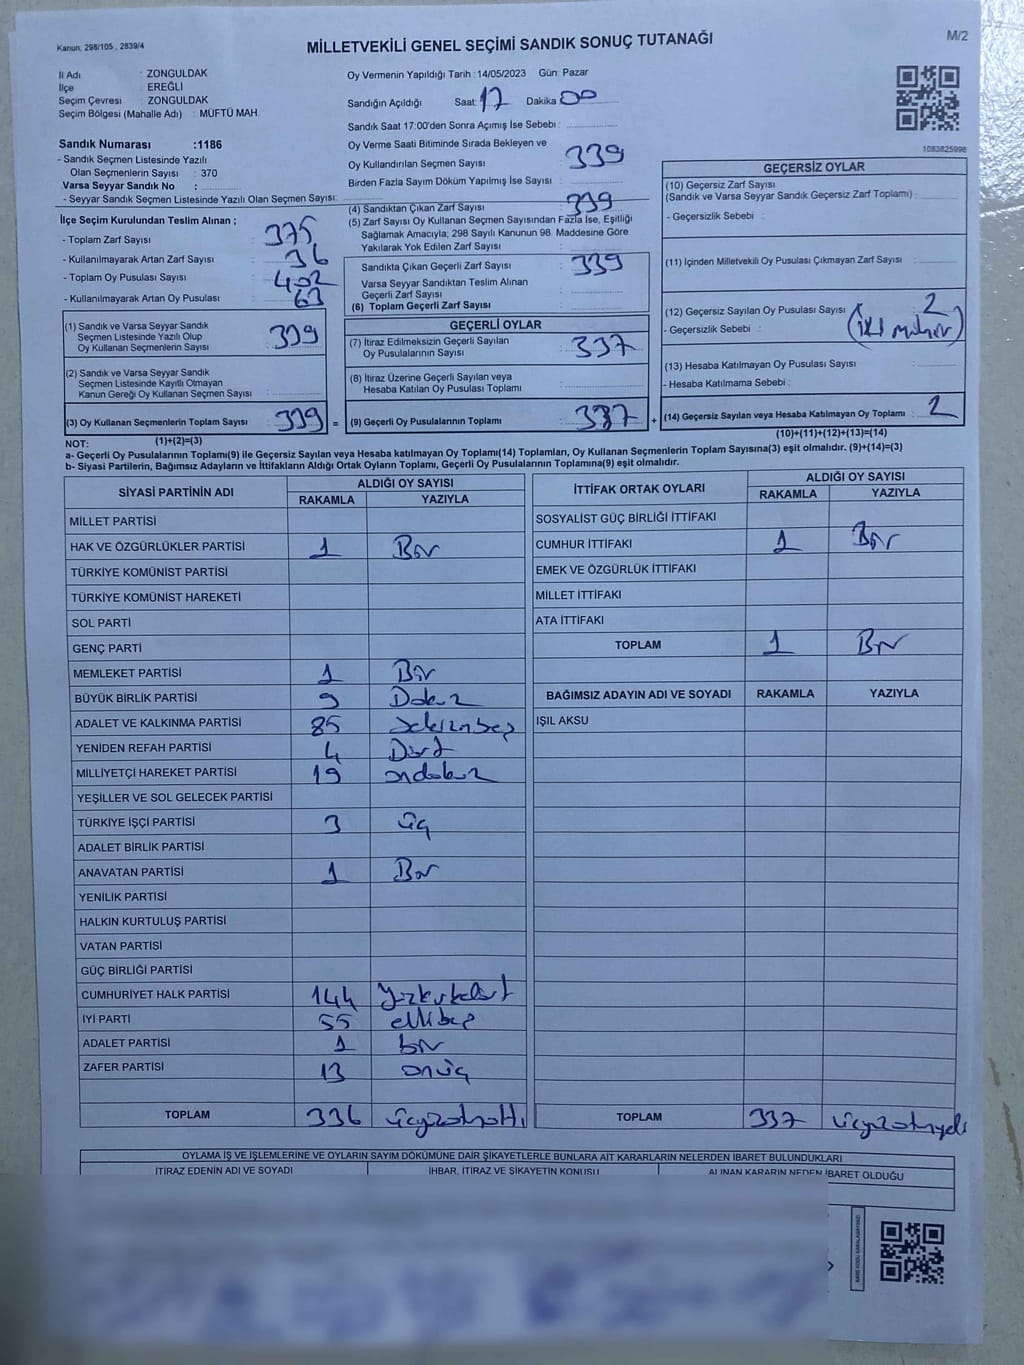 Kanun; 298/105 , 2839/4
MİLLETVEKİLİ GENEL SEÇİMİ SANDIK SONUÇ TUTANAĞI
M/2
İl Adı : ZONGULDAK
İlçe : EREĞLİ
Seçim Çevresi : ZONGULDAK
Seçim Bölgesi (Mahalle Adı) : MÜFTÜ MAH.
Oy Vermenin Yapıldığı Tarih :14/05/2023 Gün: Pazar
Sandığın Açıldığı Saat: 17 Dakika 00
Sandık Saat 17:00'den Sonra Açımış İse Sebebi :
Sandık Numarası :1186
- Sandık Seçmen Listesinde Yazılı
Olan Seçmenlerin Sayısı : 370
Varsa Seyyar Sandık No :
- Seyyar Sandık Seçmen Listesinde Yazılı Olan Seçmen Sayısı:
Oy Verme Saati Bitiminde Sırada Bekleyen ve
Oy Kullandırılan Seçmen Sayısı 339
Birden Fazla Sayım Döküm Yapılmış İse Sayısı :
1083825998
İlçe Seçim Kurulundan Teslim Alınan ;
- Toplam Zarf Sayısı : 375
- Kullanılmayarak Artan Zarf Sayısı : 36
- Toplam Oy Pusulası Sayısı : 402
- Kullanılmayarak Artan Oy Pusulası : 63
(4) Sandıktan Çıkan Zarf Sayısı : 339
(5) Zarf Sayısı Oy Kullanan Seçmen Sayısından Fazla İse, Eşitliği
Sağlamak Amacıyla; 298 Sayılı Kanunun 98. Maddesine Göre
Yakılarak Yok Edilen Zarf Sayısı :
Sandıkta Çıkan Geçerli Zarf Sayısı : 339
Varsa Seyyar Sandıktan Teslim Alınan
Geçerli Zarf Sayısı :
(6) Toplam Geçerli Zarf Sayısı :
GEÇERSİZ OYLAR
(10) Geçersiz Zarf Sayısı
(Sandık ve Varsa Seyyar Sandık Geçersiz Zarf Toplamı) :
- Geçersizlik Sebebi :
(11) İçinden Milletvekili Oy Pusulası Çıkmayan Zarf Sayısı :
(12) Geçersiz Sayılan Oy Pusulası Sayısı : 2
- Geçersizlik Sebebi : (iki mühür)
(13) Hesaba Katılmayan Oy Pusulası Sayısı :
- Hesaba Katılmama Sebebi :
(14) Geçersiz Sayılan veya Hesaba Katılmayan Oy Toplamı : 2
(10)+(11)+(12)+(13)=(14)
(1) Sandık ve Varsa Seyyar Sandık
Seçmen Listesinde Yazılı Olup
Oy Kullanan Seçmenlerin Sayısı : 339
(2) Sandık ve Varsa Seyyar Sandık
Seçmen Listesinde Kayıtlı Olmayan
Kanun Gereği Oy Kullanan Seçmen Sayısı :
(3) Oy Kullanan Seçmenlerin Toplam Sayısı : 339 =
(1)+(2)=(3)
GEÇERLİ OYLAR
(7) İtiraz Edilmeksizin Geçerli Sayılan
Oy Pusulalarının Sayısı : 337
(8) İtiraz Üzerine Geçerli Sayılan veya
Hesaba Katılan Oy Pusulası Toplamı :
(9) Geçerli Oy Pusulalarının Toplamı : 337 +
NOT:
a- Geçerli Oy Pusulalarının Toplamı(9) ile Geçersiz Sayılan veya Hesaba katılmayan Oy Toplamı(14) Toplamları, Oy Kullanan Seçmenlerin Toplam Sayısına(3) eşit olmalıdır. (9)+(14)=(3)
b- Siyasi Partilerin, Bağımsız Adayların ve İttifakların Aldığı Ortak Oyların Toplamı, Geçerli Oy Pusulalarının Toplamına(9) eşit olmalıdır.
SİYASİ PARTİNİN ADI ALDIĞI OY SAYISI
RAKAMLA YAZIYLA
MİLLET PARTİSİ
HAK VE ÖZGÜRLÜKLER PARTİSİ 1 Bir
TÜRKİYE KOMÜNİST PARTİSİ
TÜRKİYE KOMÜNİST HAREKETİ
SOL PARTİ
GENÇ PARTİ
MEMLEKET PARTİSİ 1 Bir
BÜYÜK BİRLİK PARTİSİ 9 Dokuz
ADALET VE KALKINMA PARTİSİ 85 Seksenbeş
YENİDEN REFAH PARTİSİ 4 Dört
MİLLİYETÇİ HAREKET PARTİSİ 19 ondokuz
YEŞİLLER VE SOL GELECEK PARTİSİ
TÜRKİYE İŞÇİ PARTİSİ 3 üç
ADALET BİRLİK PARTİSİ
ANAVATAN PARTİSİ 1 Bir
YENİLİK PARTİSİ
HALKIN KURTULUŞ PARTİSİ
VATAN PARTİSİ
GÜÇ BİRLİĞİ PARTİSİ
CUMHURİYET HALK PARTİSİ 144 Yüzkırkdört
İYİ PARTİ 55 ellibeş
ADALET PARTİSİ 1 bir
ZAFER PARTİSİ 13 onüç
TOPLAM 336 üçyüzotuzaltı
İTTİFAK ORTAK OYLARI ALDIĞI OY SAYISI
RAKAMLA YAZIYLA
SOSYALİST GÜÇ BİRLİĞİ İTTİFAKI
CUMHUR İTTİFAKI 1 Bir
EMEK VE ÖZGÜRLÜK İTTİFAKI
MİLLET İTTİFAKI
ATA İTTİFAKI
TOPLAM 1 Bir
BAĞIMSIZ ADAYIN ADI VE SOYADI RAKAMLA YAZIYLA
IŞIL AKSU
TOPLAM 337 üçyüzotuzyedi
OYLAMA İŞ VE İŞLEMLERİNE VE OYLARIN SAYIM DÖKÜMÜNE DAİR ŞİKAYETLERLE BUNLARA AİT KARARLARIN NELERDEN İBARET BULUNDUKLARI
İTİRAZ EDENİN ADI VE SOYADI İHBAR, İTİRAZ VE ŞİKAYETİN KONUSU ALINAN KARARIN NEDEN İBARET OLDUĞU